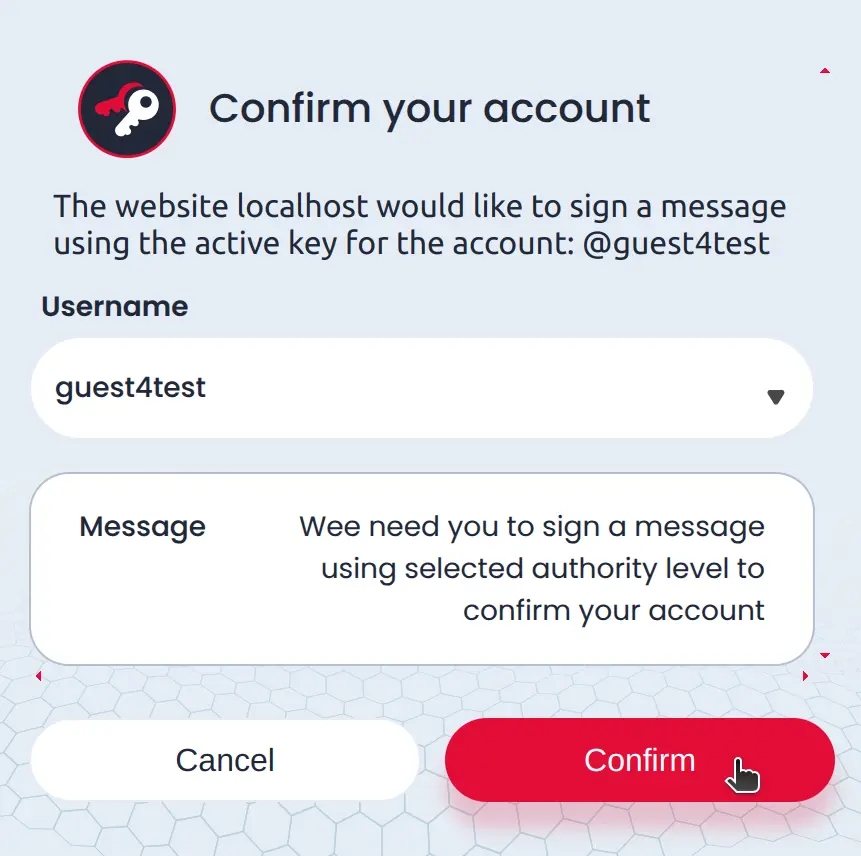 Confirm your account
The website localhost would like to sign a message
using the active key for the account: @guest4test
Username
guest4test
Message
Wee need you to sign a message
using selected authority level to
confirm your account
Cancel
Confirm